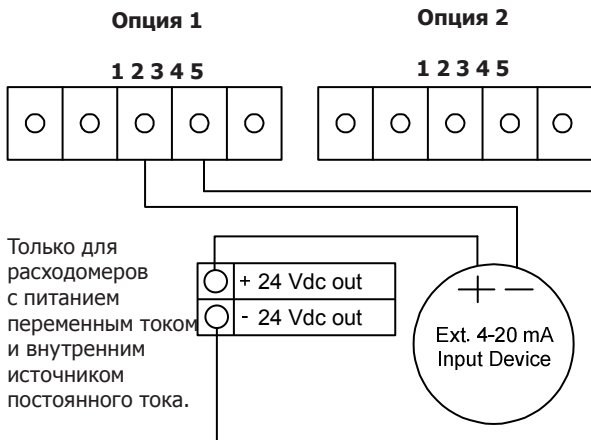 Опция 1
Опция 2
1 2 3 4 5
1 2 3 4 5
Только для
расходомеров
с питанием
переменным током
и внутренним
источником
постоянного тока.
+ 24 Vdc out
- 24 Vdc out
+ −
Ext. 4-20 mA
Input Device